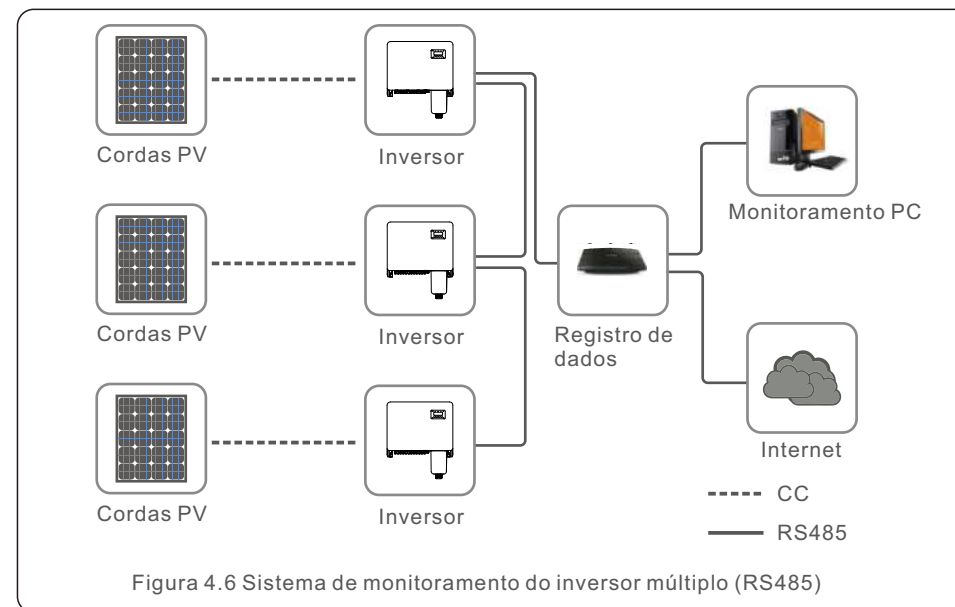 Cordas PV
Inversor
Monitoramento PC
Cordas PV
Inversor
Registro de
dados
Internet
Cordas PV
Inversor
CC
RS485
Figura 4.6 Sistema de monitoramento do inversor múltiplo (RS485)